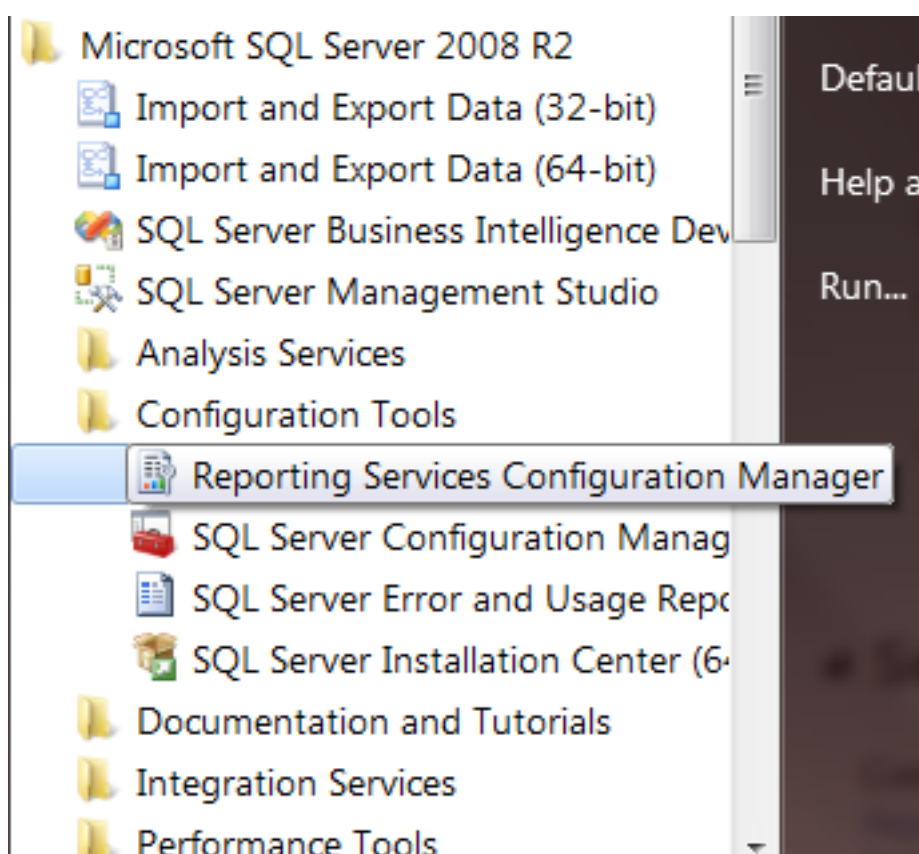 Microsoft SQL Server 2008 R2
Import and Export Data (32-bit)
Import and Export Data (64-bit)
SQL Server Business Intelligence Dev
SQL Server Management Studio
Analysis Services
Configuration Tools
Reporting Services Configuration Manager
SQL Server Configuration Manag
SQL Server Error and Usage Repo
SQL Server Installation Center (64
Documentation and Tutorials
Integration Services
Performance Tools
Defaul
Help a
Run...